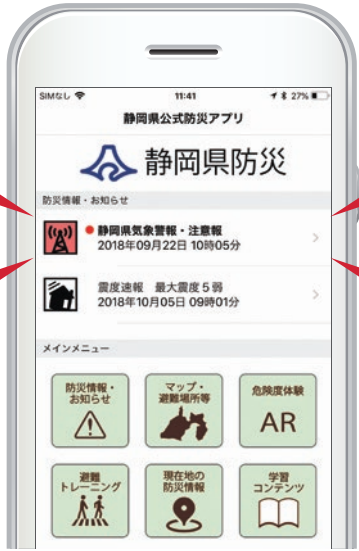 SIMなし 11:41 27%
静岡県公式防災アプリ
静岡県防災
防災情報・お知らせ
静岡県気象警報・注意報
2018年09月22日 10時05分
震度速報 最大震度５弱
2018年10月05日 09時01分
メインメニュー
防災情報・
お知らせ
マップ・
避難場所等
危険度体験
AR
避難
トレーニング
現在地の
防災情報
学習
コンテンツ